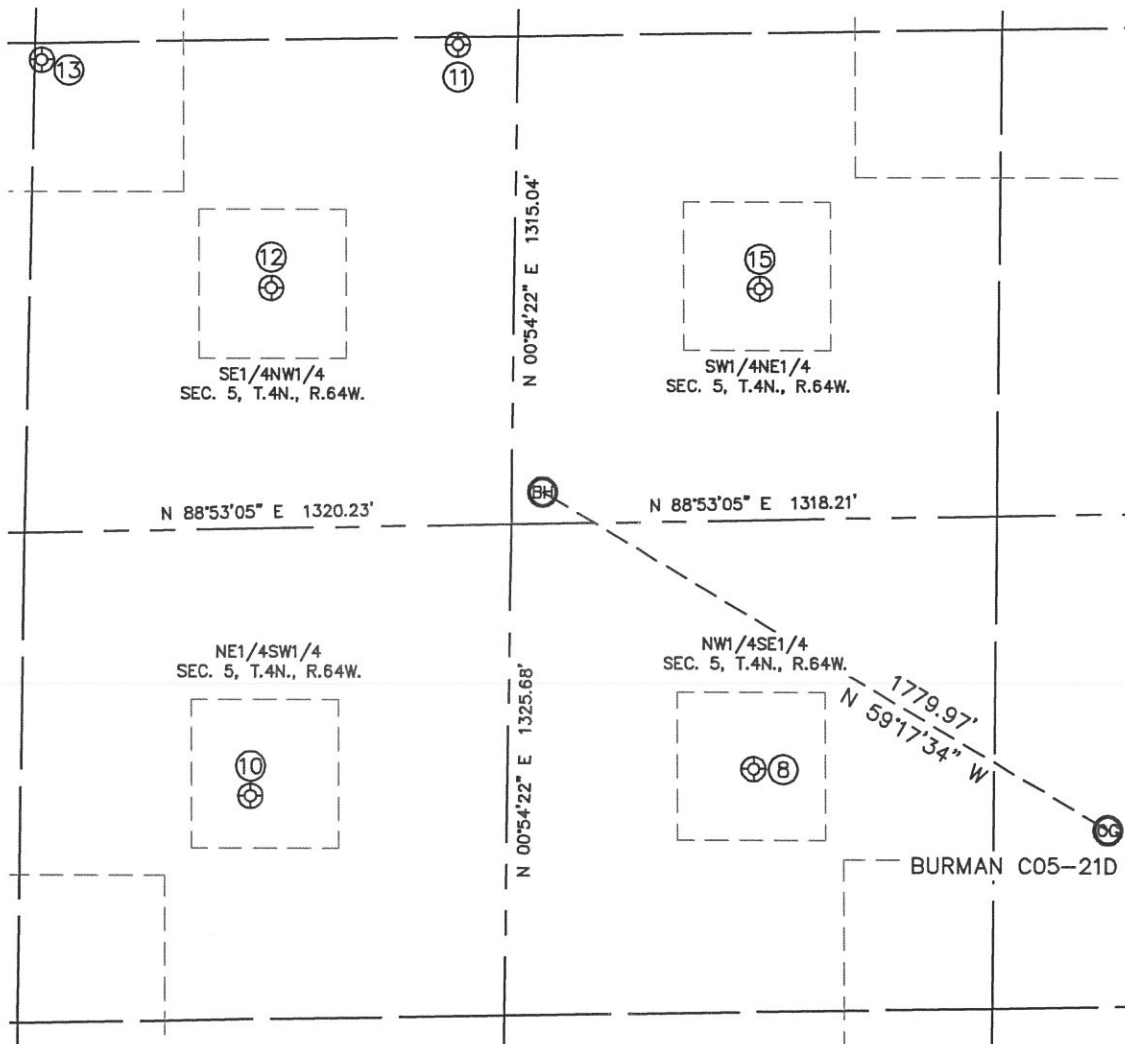 13
11
N 00°54'22" E 1315.04'
12
15
SE1/4NW1/4
SEC. 5, T.4N., R.64W.
SW1/4NE1/4
SEC. 5, T.4N., R.64W.
BH
N 88°53'05" E 1320.23'
N 88°53'05" E 1318.21'
NE1/4SW1/4
SEC. 5, T.4N., R.64W.
NW1/4SE1/4
SEC. 5, T.4N., R.64W.
N 00°54'22" E 1325.68'
1779.97'
N 59°17'34" W
10
8
OG
BURMAN C05-21D